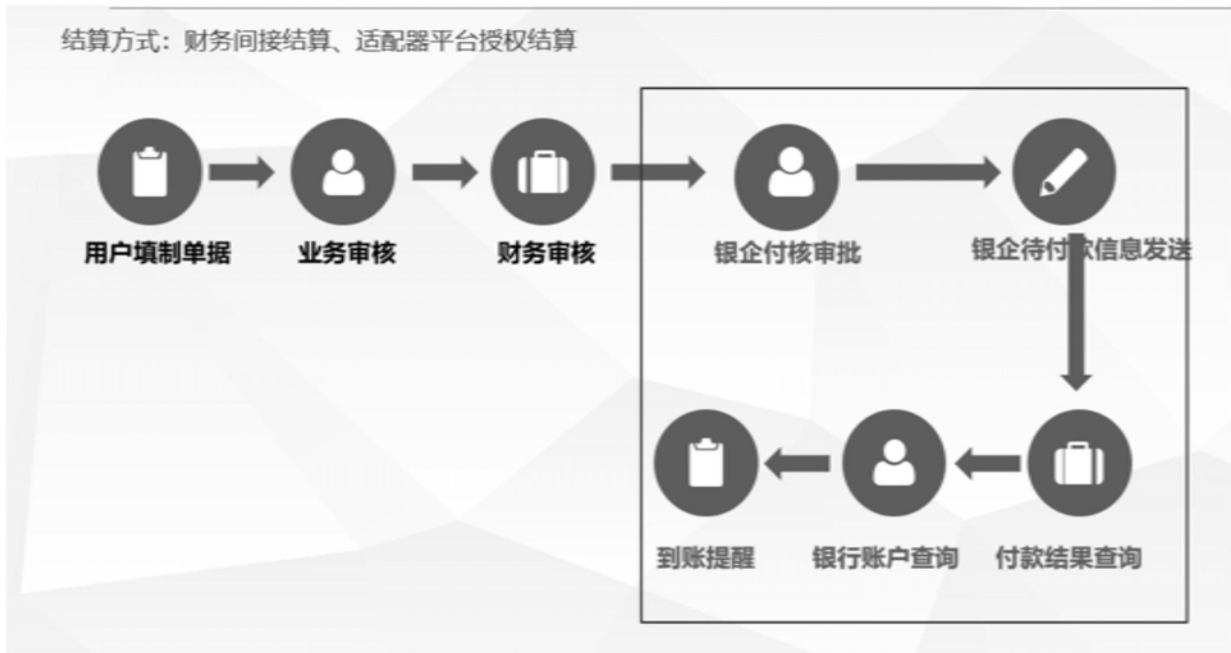 结算方式：财务间接结算、适配器平台授权结算
用户填制单据
业务审核
财务审核
银企付核审批
银企待付款信息发送
到账提醒
银行账户查询
付款结果查询